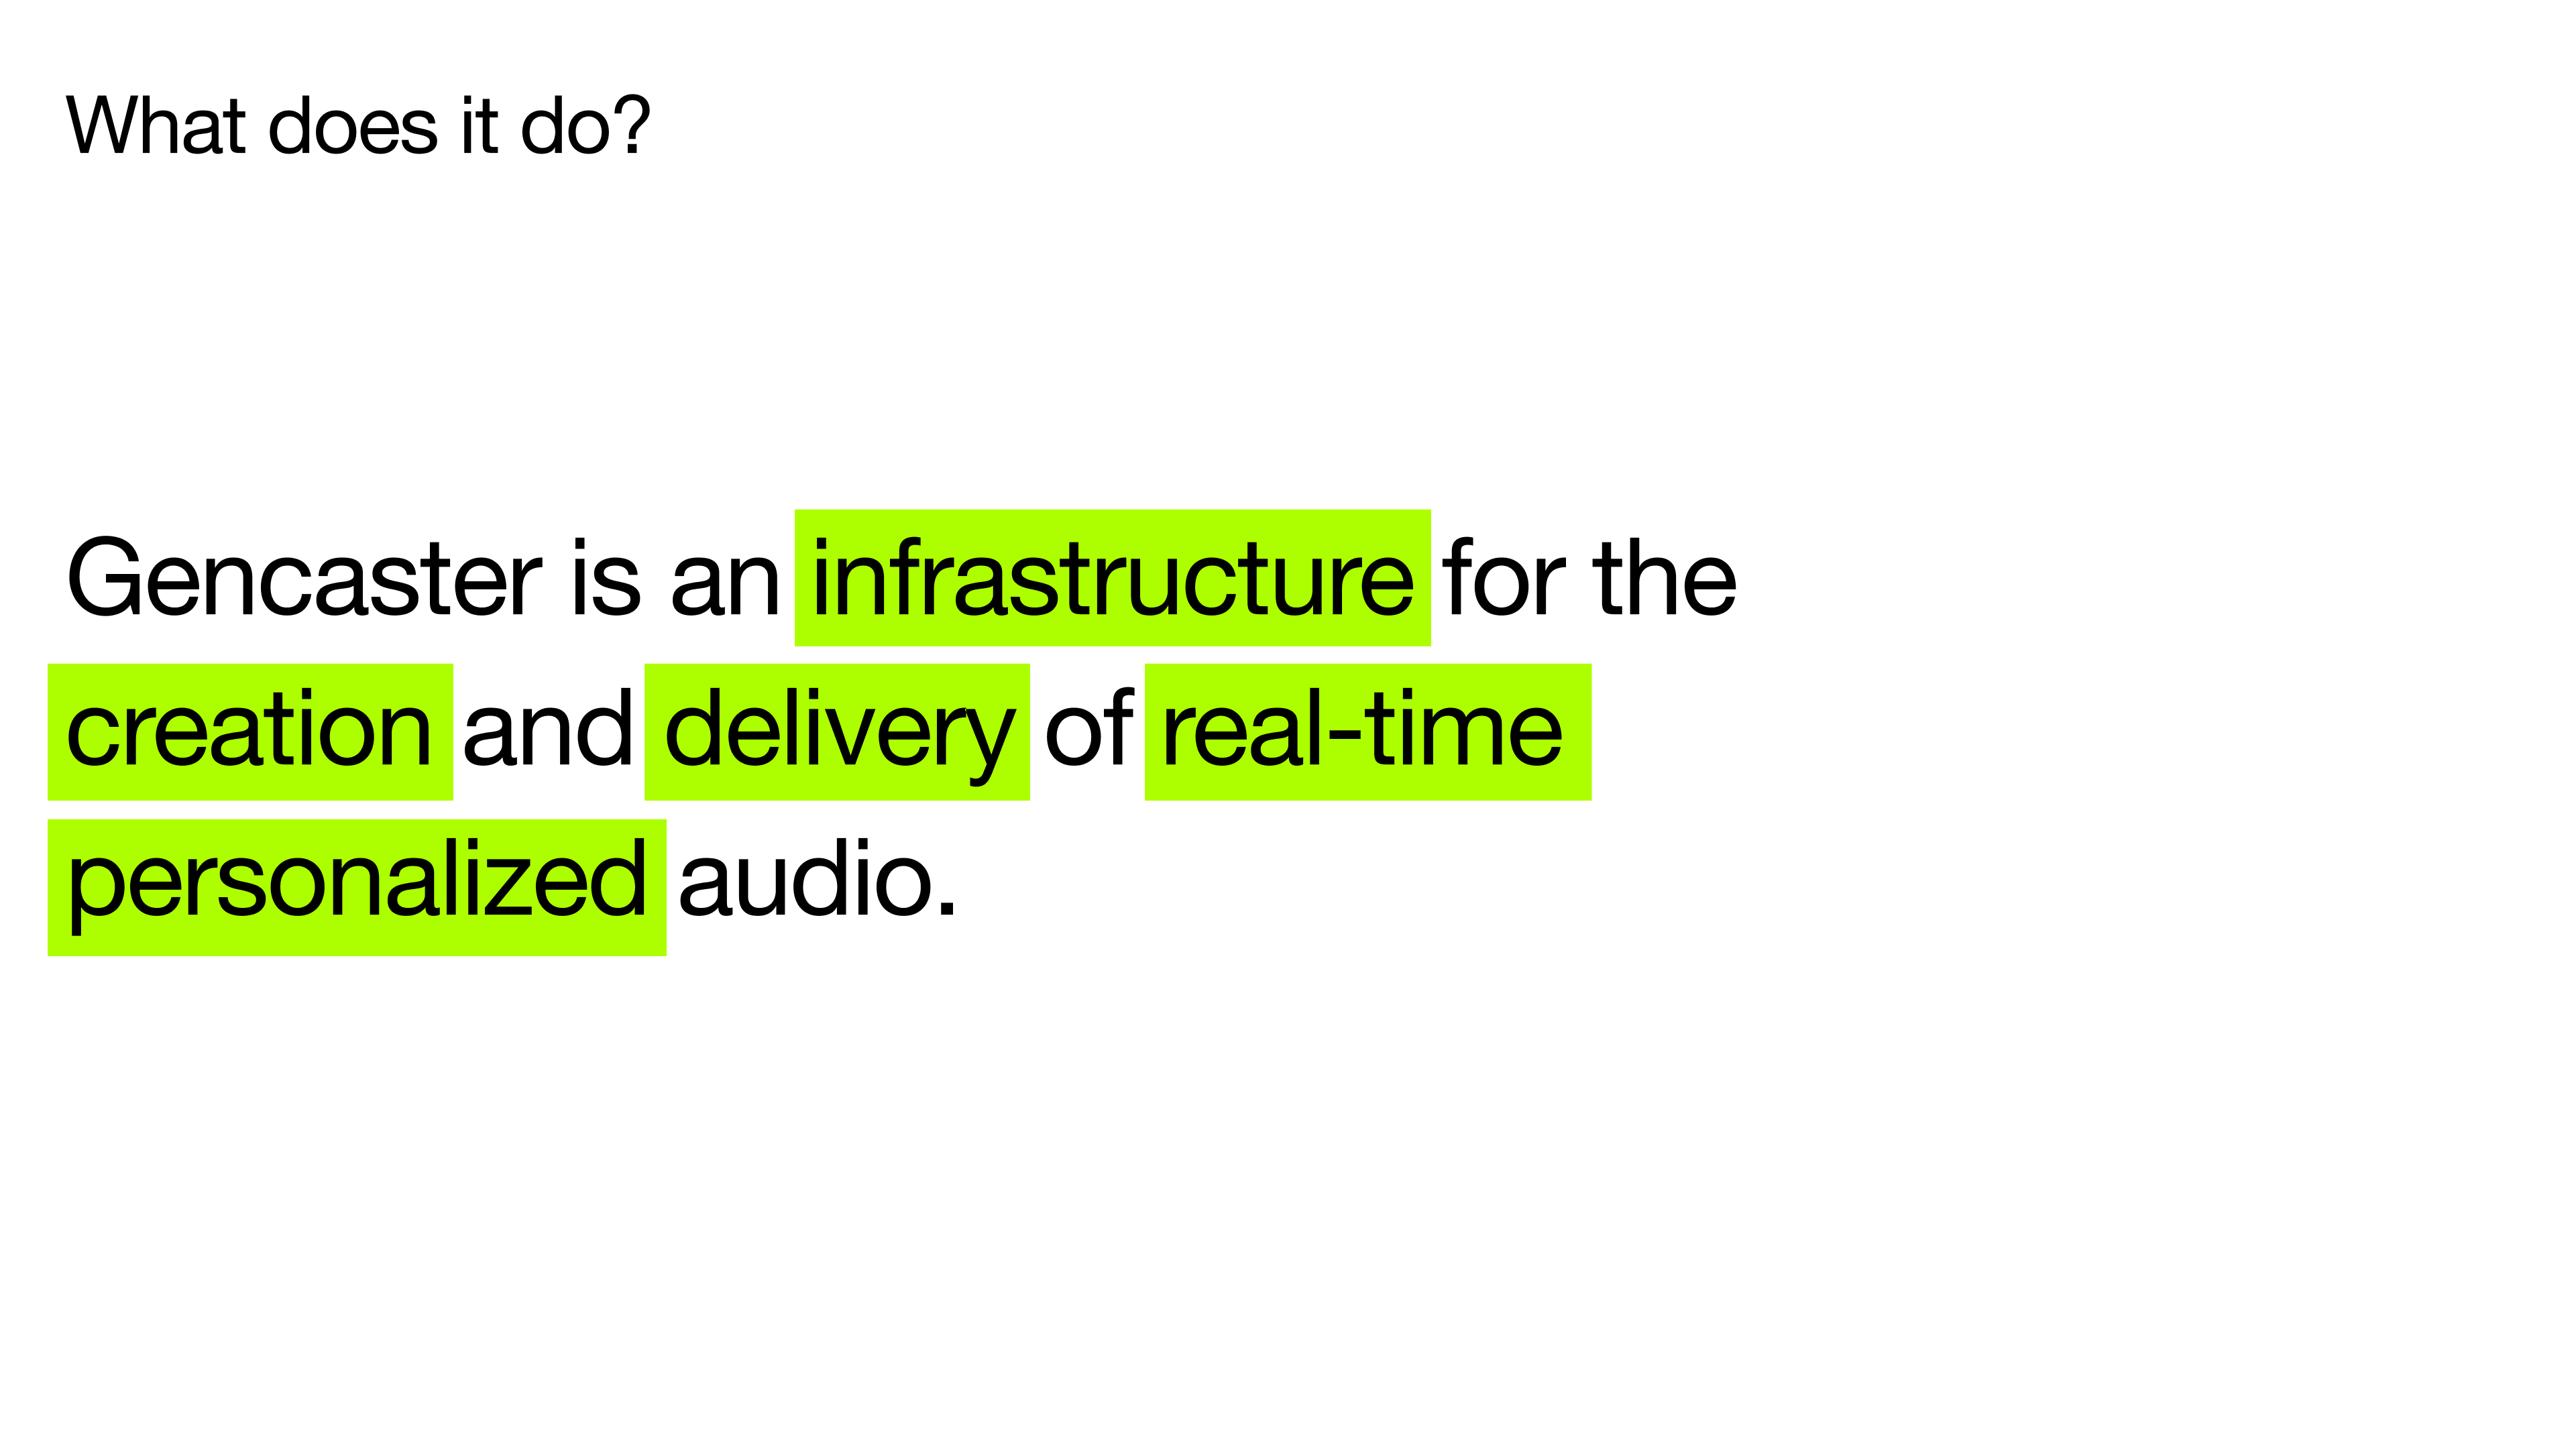 What does it do?
Gencaster is an infrastructure for the
creation and delivery of real-time
personalized audio.